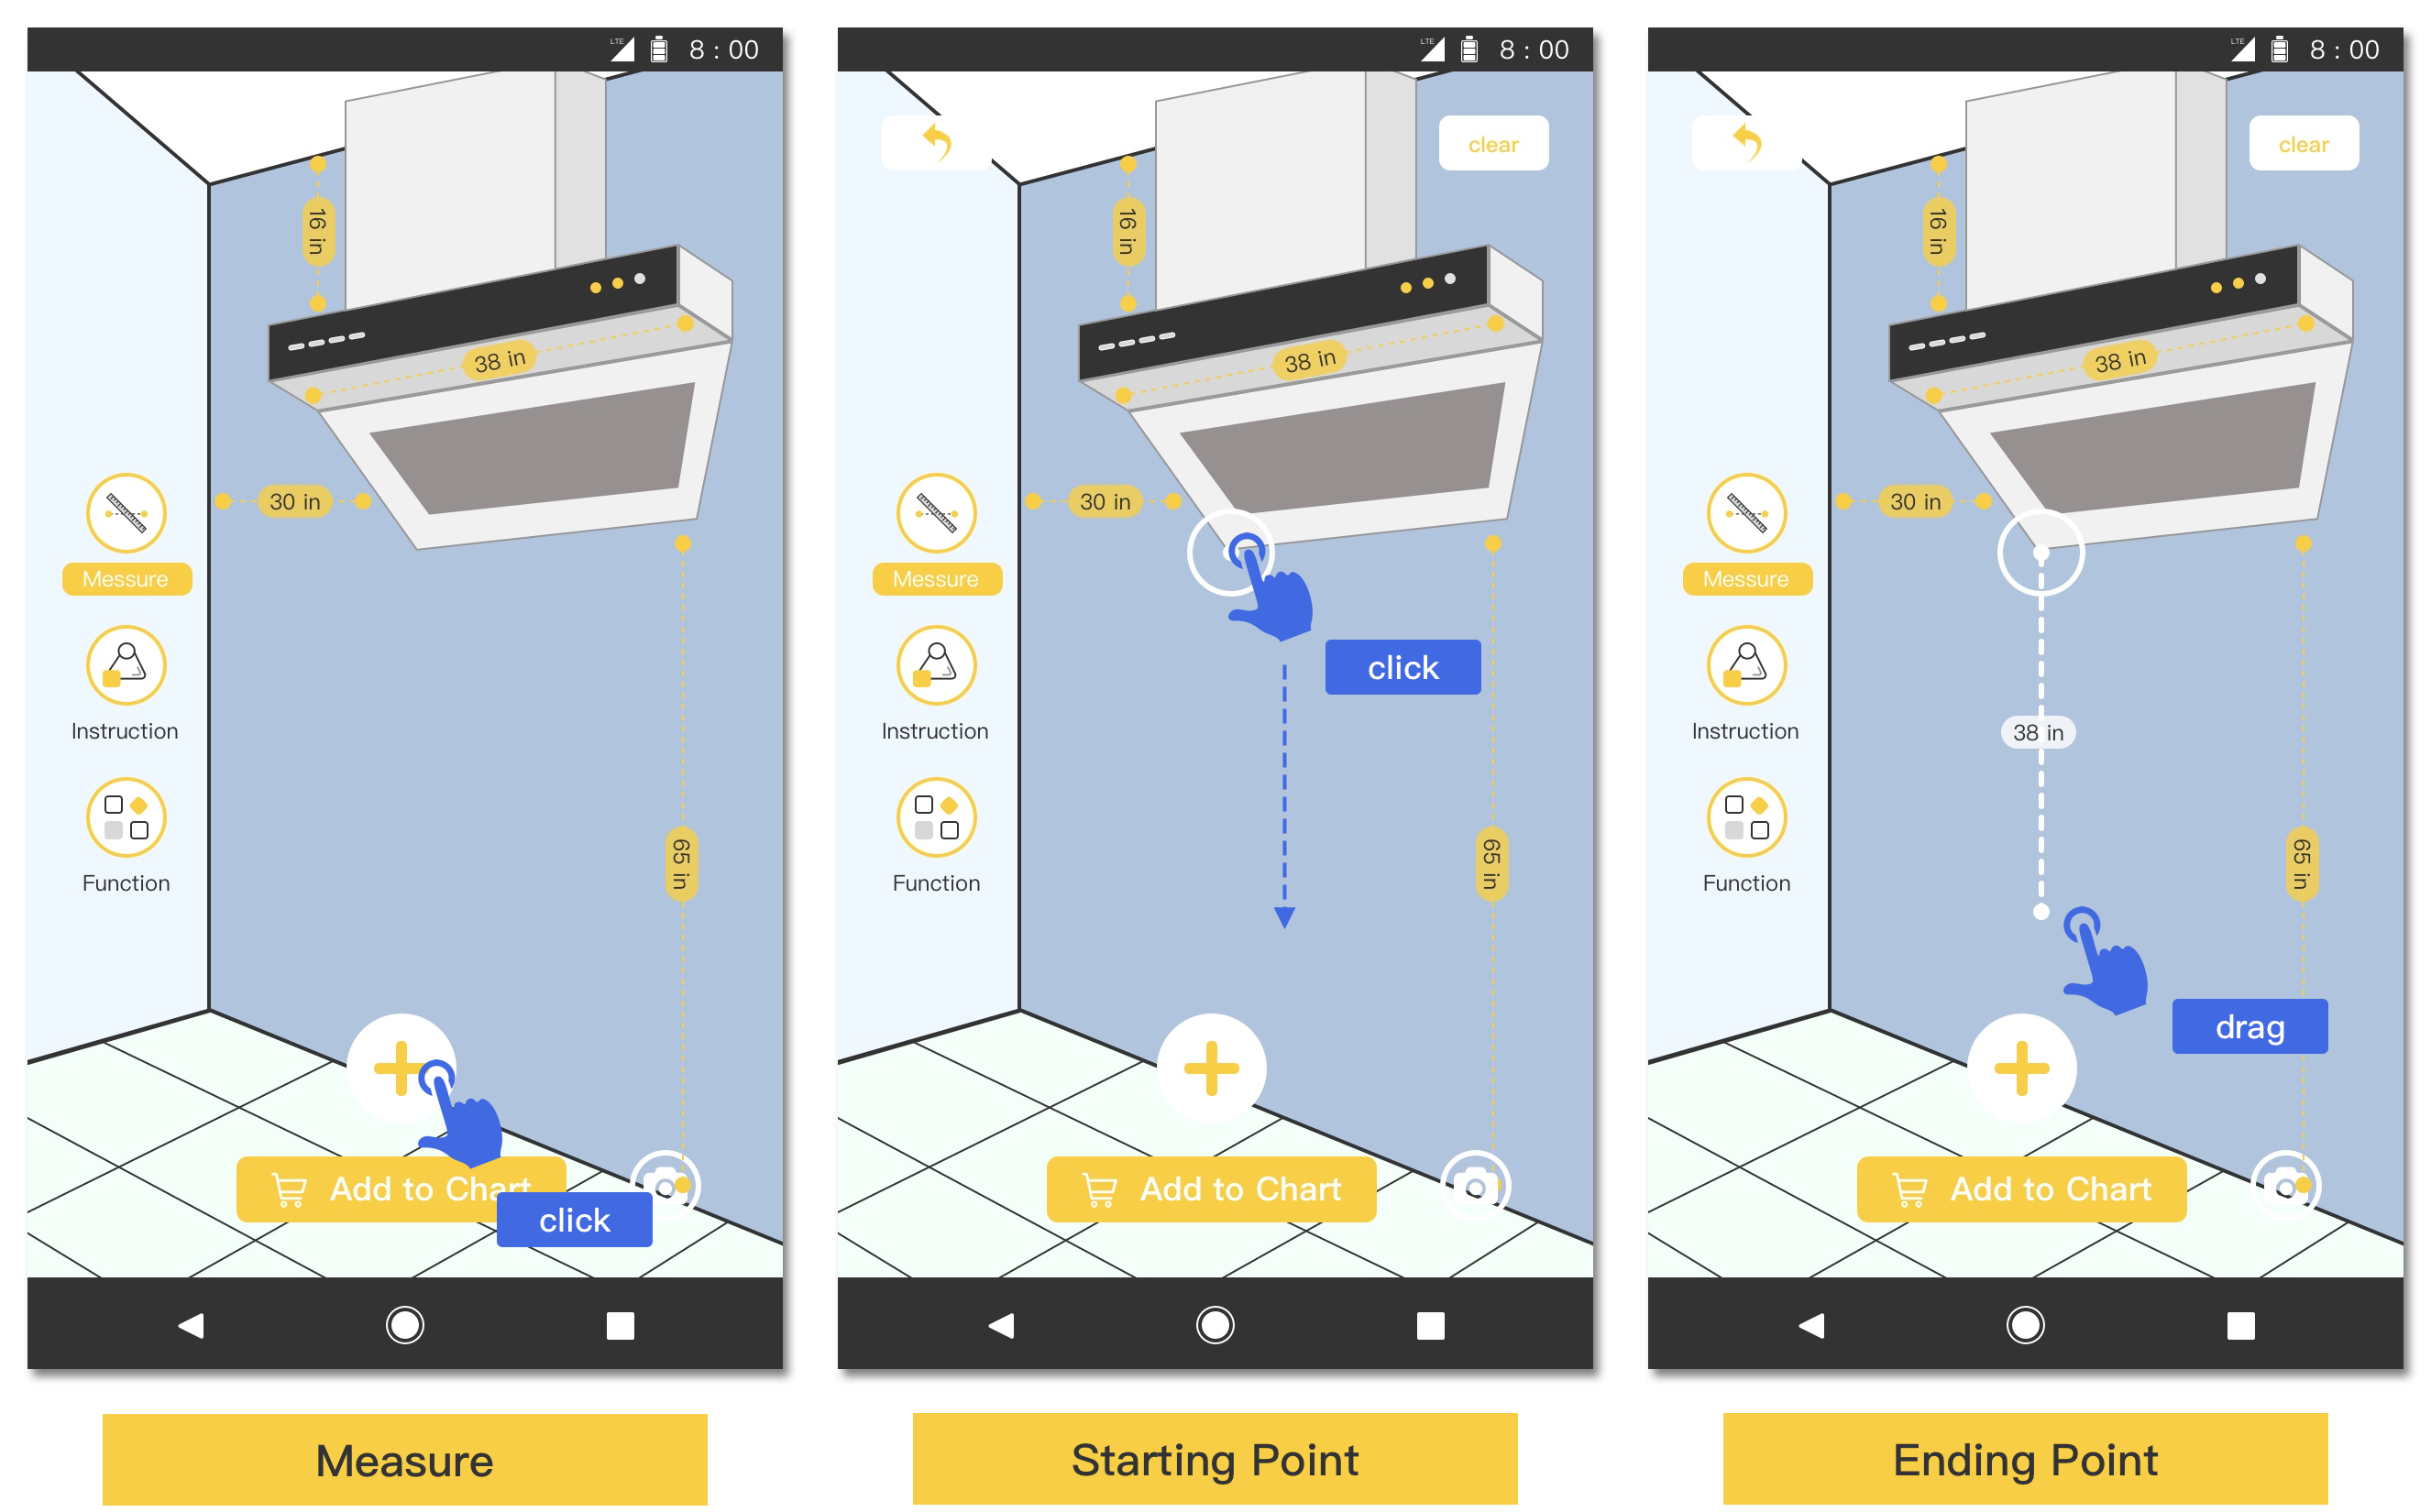 LTE 8 : 00
16 in
38 in
30 in
Messure
Instruction
65 in
Function
Add to Chart
click
Measure
LTE 8 : 00
clear
16 in
38 in
30 in
Messure
click
Instruction
65 in
Function
Add to Chart
Starting Point
LTE 8 : 00
clear
16 in
38 in
30 in
Messure
Instruction
38 in
65 in
Function
drag
Add to Chart
Ending Point